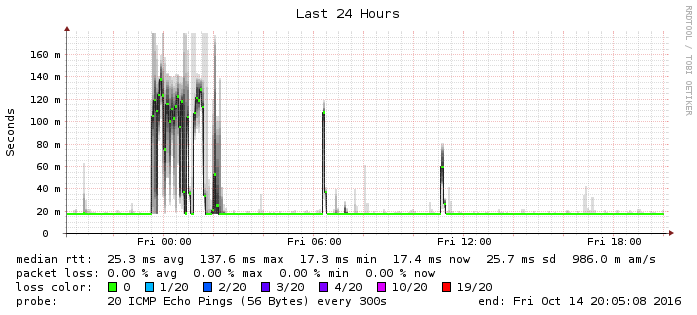 Last 24 Hours
RRDTOOL / TOBI OETIKER
Seconds
160 m
140 m
120 m
100 m
80 m
60 m
40 m
20 m
0
Fri 00:00 Fri 06:00 Fri 12:00 Fri 18:00
median rtt: 25.3 ms avg 137.6 ms max 17.3 ms min 17.4 ms now 25.7 ms sd 986.0 m am/s
packet loss: 0.00 % avg 0.00 % max 0.00 % min 0.00 % now
loss color: 0 1/20 2/20 3/20 4/20 10/20 19/20
probe: 20 ICMP Echo Pings (56 Bytes) every 300s end: Fri Oct 14 20:05:08 2016